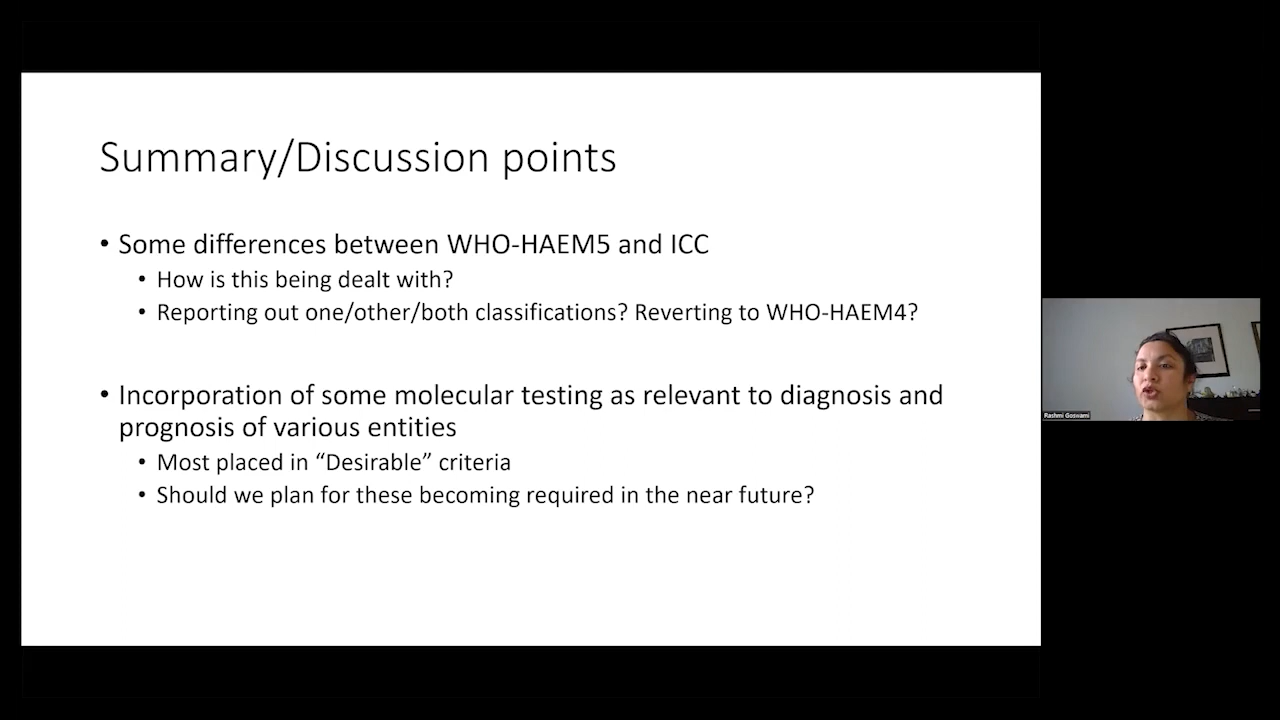 Summary/Discussion points
• Some differences between WHO-HAEM5 and ICC
• How is this being dealt with?
• Reporting out one/other/both classifications? Reverting to WHO-HAEM4?
• Incorporation of some molecular testing as relevant to diagnosis and
prognosis of various entities
• Most placed in “Desirable” criteria
• Should we plan for these becoming required in the near future?
Rashmi Goswami